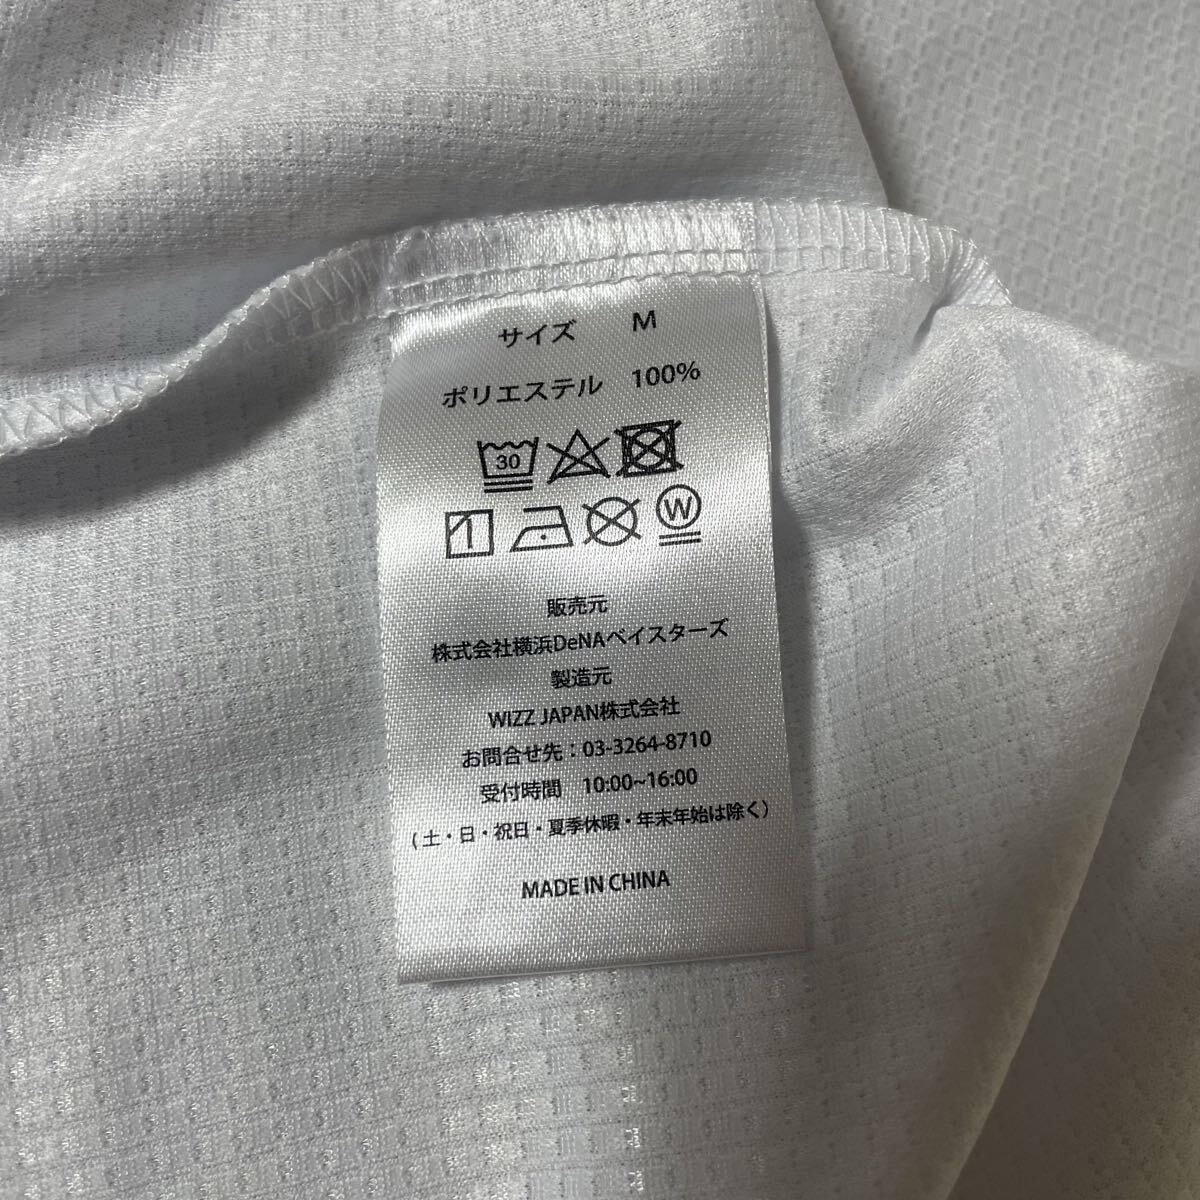 サイズ M
ポリエステル 100%
30
W
販売元
株式会社横浜DeNAベイスターズ
製造元
WIZZ JAPAN株式会社
お問合せ先：03-3264-8710
受付時間 10:00~16:00
(土・日・祝日・夏季休暇・年末年始は除く)
MADE IN CHINA